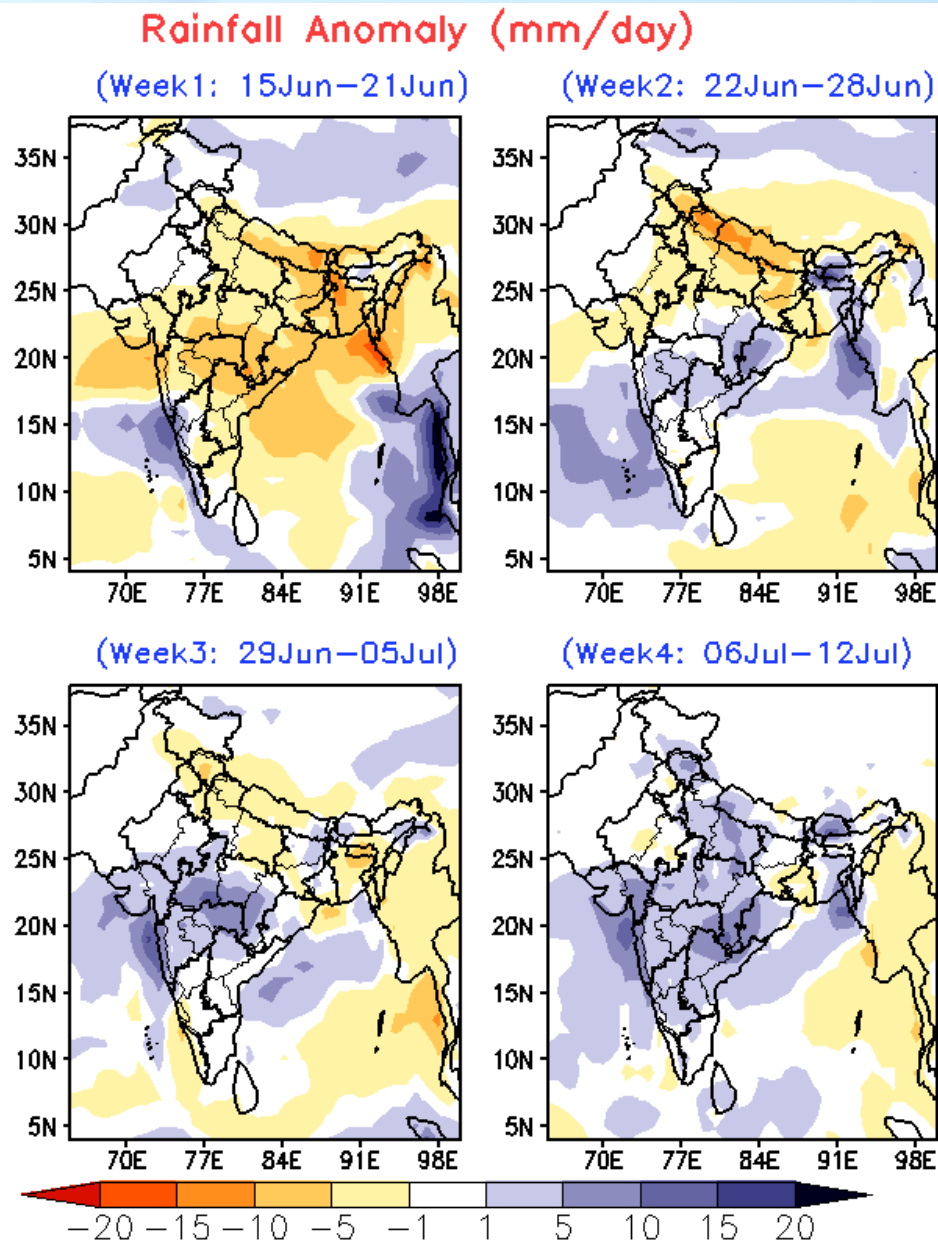 Rainfall Anomaly (mm/day)
(Week1: 15Jun−21Jun)
(Week2: 22Jun−28Jun)
35N
30N
25N
20N
15N
10N
5N
70E 77E 84E 91E 98E
35N
30N
25N
20N
15N
10N
5N
70E 77E 84E 91E 98E
(Week3: 29Jun−05Jul)
(Week4: 06Jul−12Jul)
35N
30N
25N
20N
15N
10N
5N
70E 77E 84E 91E 98E
35N
30N
25N
20N
15N
10N
5N
70E 77E 84E 91E 98E
−20 −15 −10 −5 −1 1 5 10 15 20